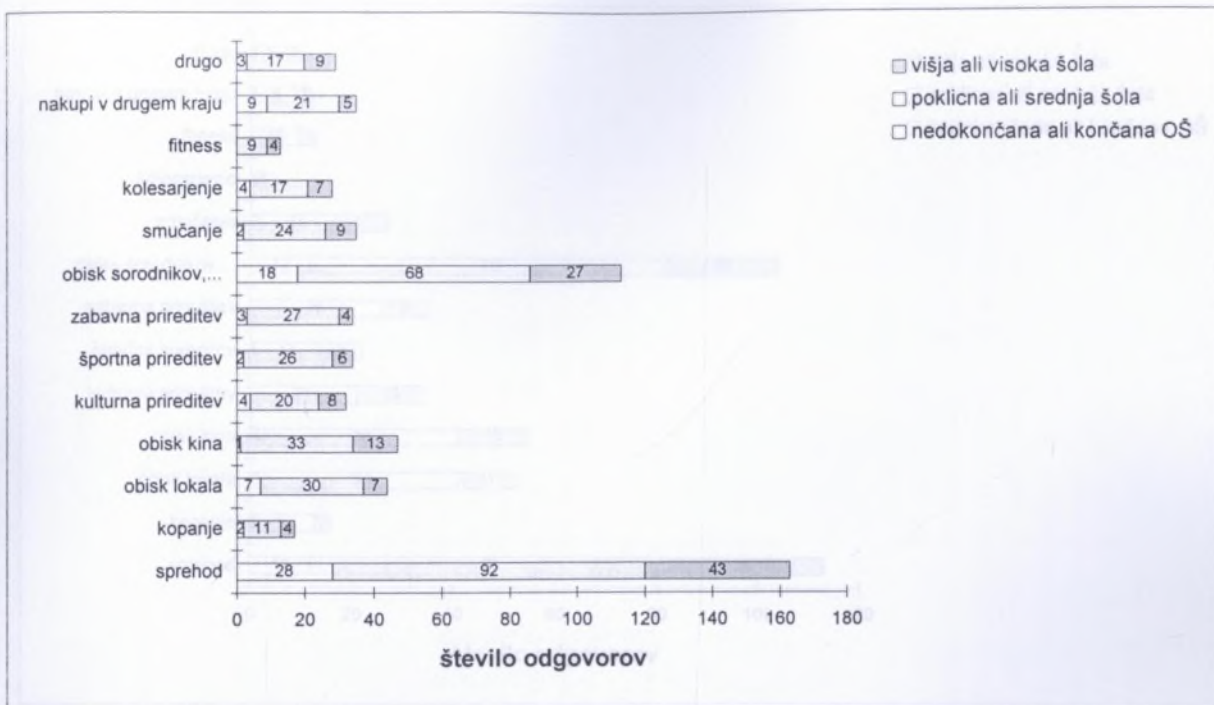 drugo 3 17 9
nakupi v drugem kraju 9 21 5
fitness 9 4
kolesarjenje 4 17 7
smučanje 2 24 9
obisk sorodnikov,... 18 68 27
zabavna prireditev 3 27 4
športna prireditev 2 26 6
kulturna prireditev 4 20 8
obisk kina 1 33 13
obisk lokala 7 30 7
kopanje 2 11 4
sprehod 28 92 43
0 20 40 60 80 100 120 140 160 180
število odgovorov
višja ali visoka šola
poklicna ali srednja šola
nedokončana ali končana OŠ